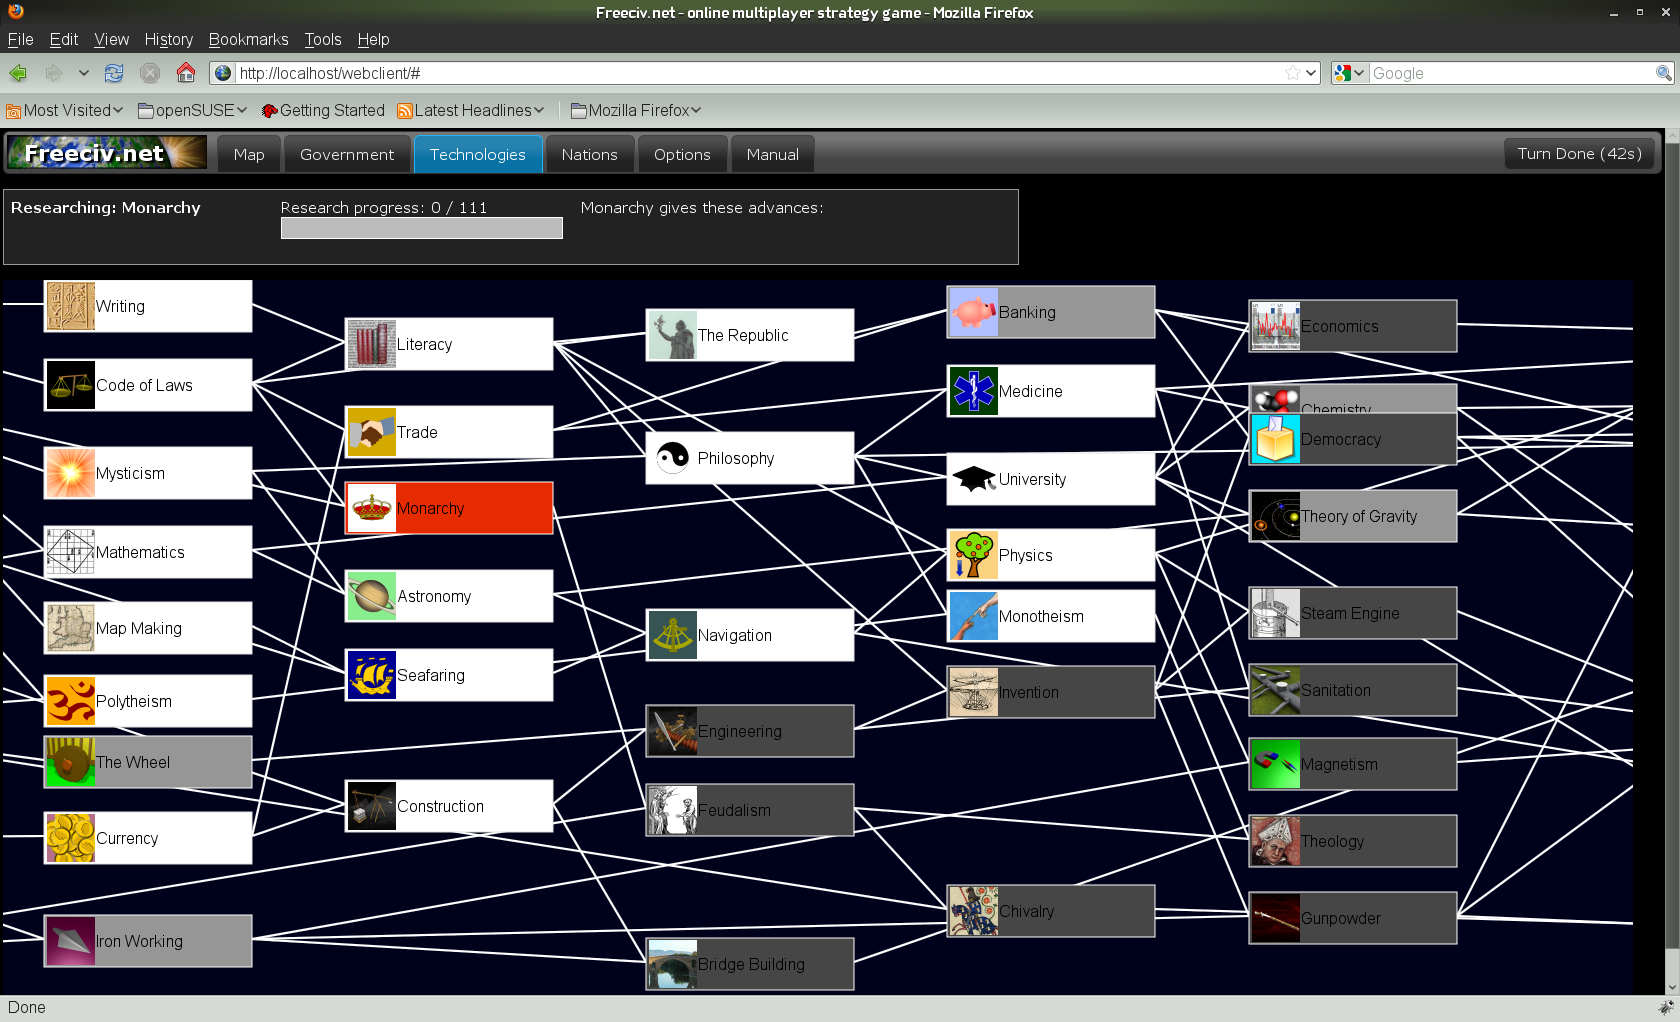 Freeciv.net - online multiplayer strategy game - Mozilla Firefox
File Edit View History Bookmarks Tools Help
http://localhost/webclient/#
Google
Most Visited openSUSE Getting Started Latest Headlines Mozilla Firefox
Freeciv.net Map Government Technologies Nations Options Manual Turn Done (42s)
Researching: Monarchy Research progress: 0 / 111 Monarchy gives these advances:
Writing
Code of Laws
Mysticism
Mathematics
Map Making
Polytheism
The Wheel
Currency
Iron Working
Literacy
Trade
Monarchy
Astronomy
Seafaring
Construction
The Republic
Philosophy
Navigation
Engineering
Feudalism
Bridge Building
Banking
Medicine
University
Physics
Monotheism
Invention
Chivalry
Economics
Chemistry
Democracy
Theory of Gravity
Steam Engine
Sanitation
Magnetism
Theology
Gunpowder
Done